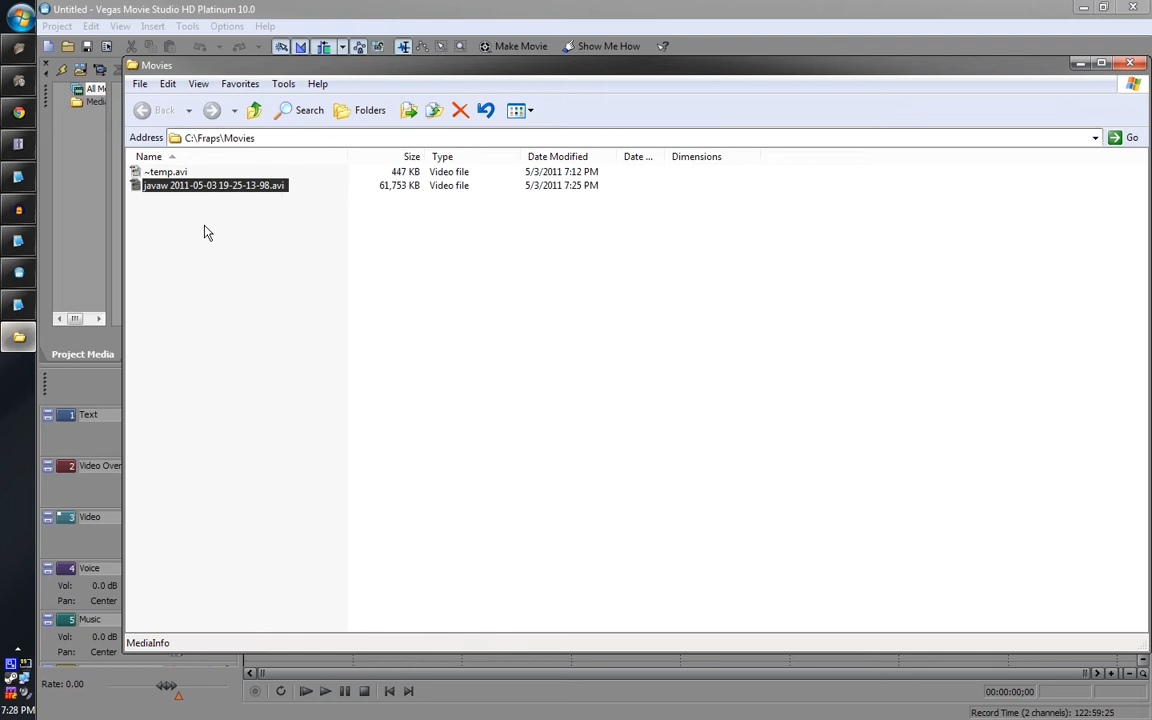 Untitled - Vegas Movie Studio HD Platinum 10.0
Project Edit View Insert Tools Options Help
Make Movie Show Me How
Movies
File Edit View Favorites Tools Help
Back Search Folders
Address C:\Fraps\Movies Go
Name Size Type Date Modified Date ... Dimensions
~temp.avi 447 KB Video file 5/3/2011 7:12 PM
javaw 2011-05-03 19-25-13-98.avi 61,753 KB Video file 5/3/2011 7:25 PM
All Me
Media
Project Media
1 Text
2 Video Over
3 Video
4 Voice
Vol: 0.0 dB
Pan: Center
5 Music
Vol: 0.0 dB
Pan: Center
MediaInfo
Rate: 0.00
00:00:00;00
7:28 PM
Record Time (2 channels): 122:59:25